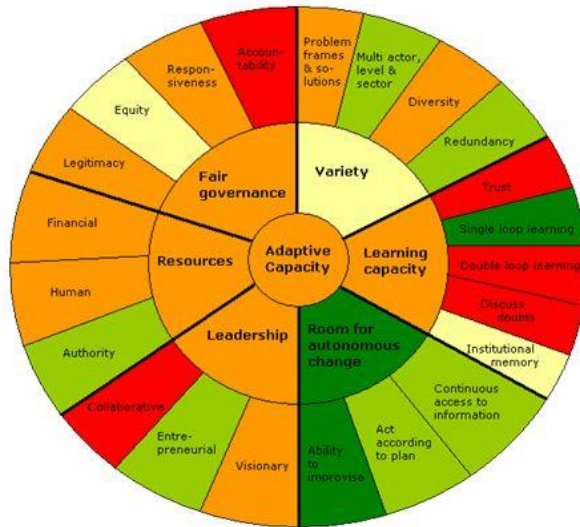 Problem
frames
& so-
lutions
Multi actor,
level &
sector
Diversity
Redundancy
Trust
Single loop learning
Double loop learning
Discuss
doubts
Institutional
memory
Continuous
access to
information
Act
according
to plan
Ability
to
improvise
Visionary
Entre-
preneurial
Collaborative
Authority
Human
Financial
Legitimacy
Equity
Respon-
siveness
Accoun-
tability
Variety
Learning
capacity
Room for
autonomous
change
Leadership
Resources
Fair
governance
Adaptive
Capacity